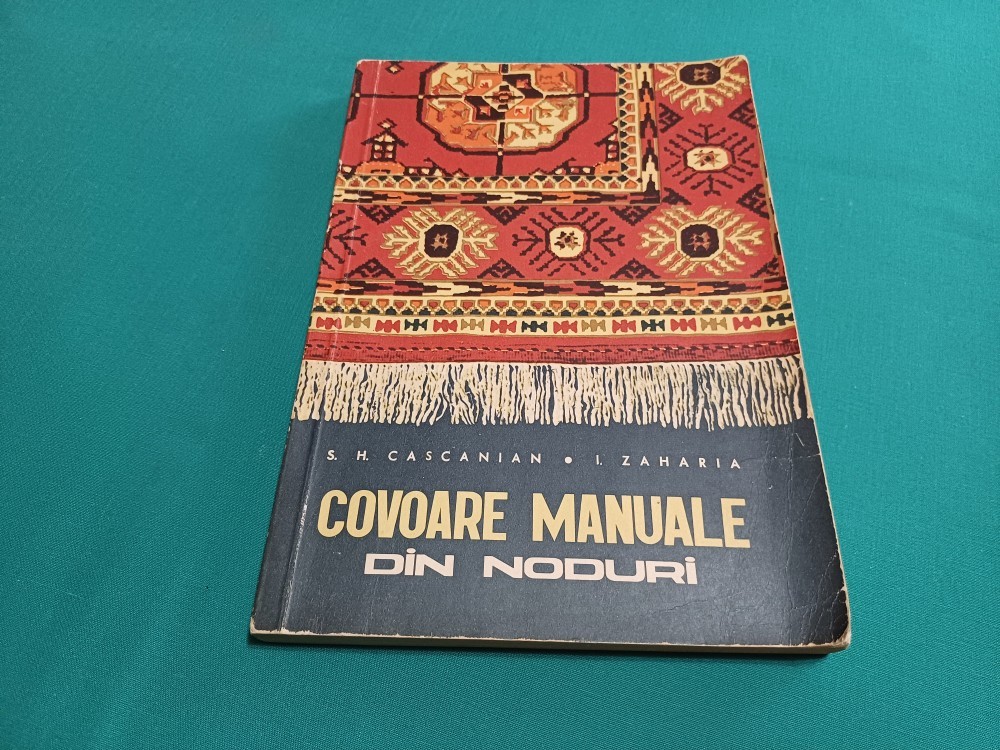 S. H. CASCANIAN • I. ZAHARIA
COVOARE MANUALE
DiN NODURi